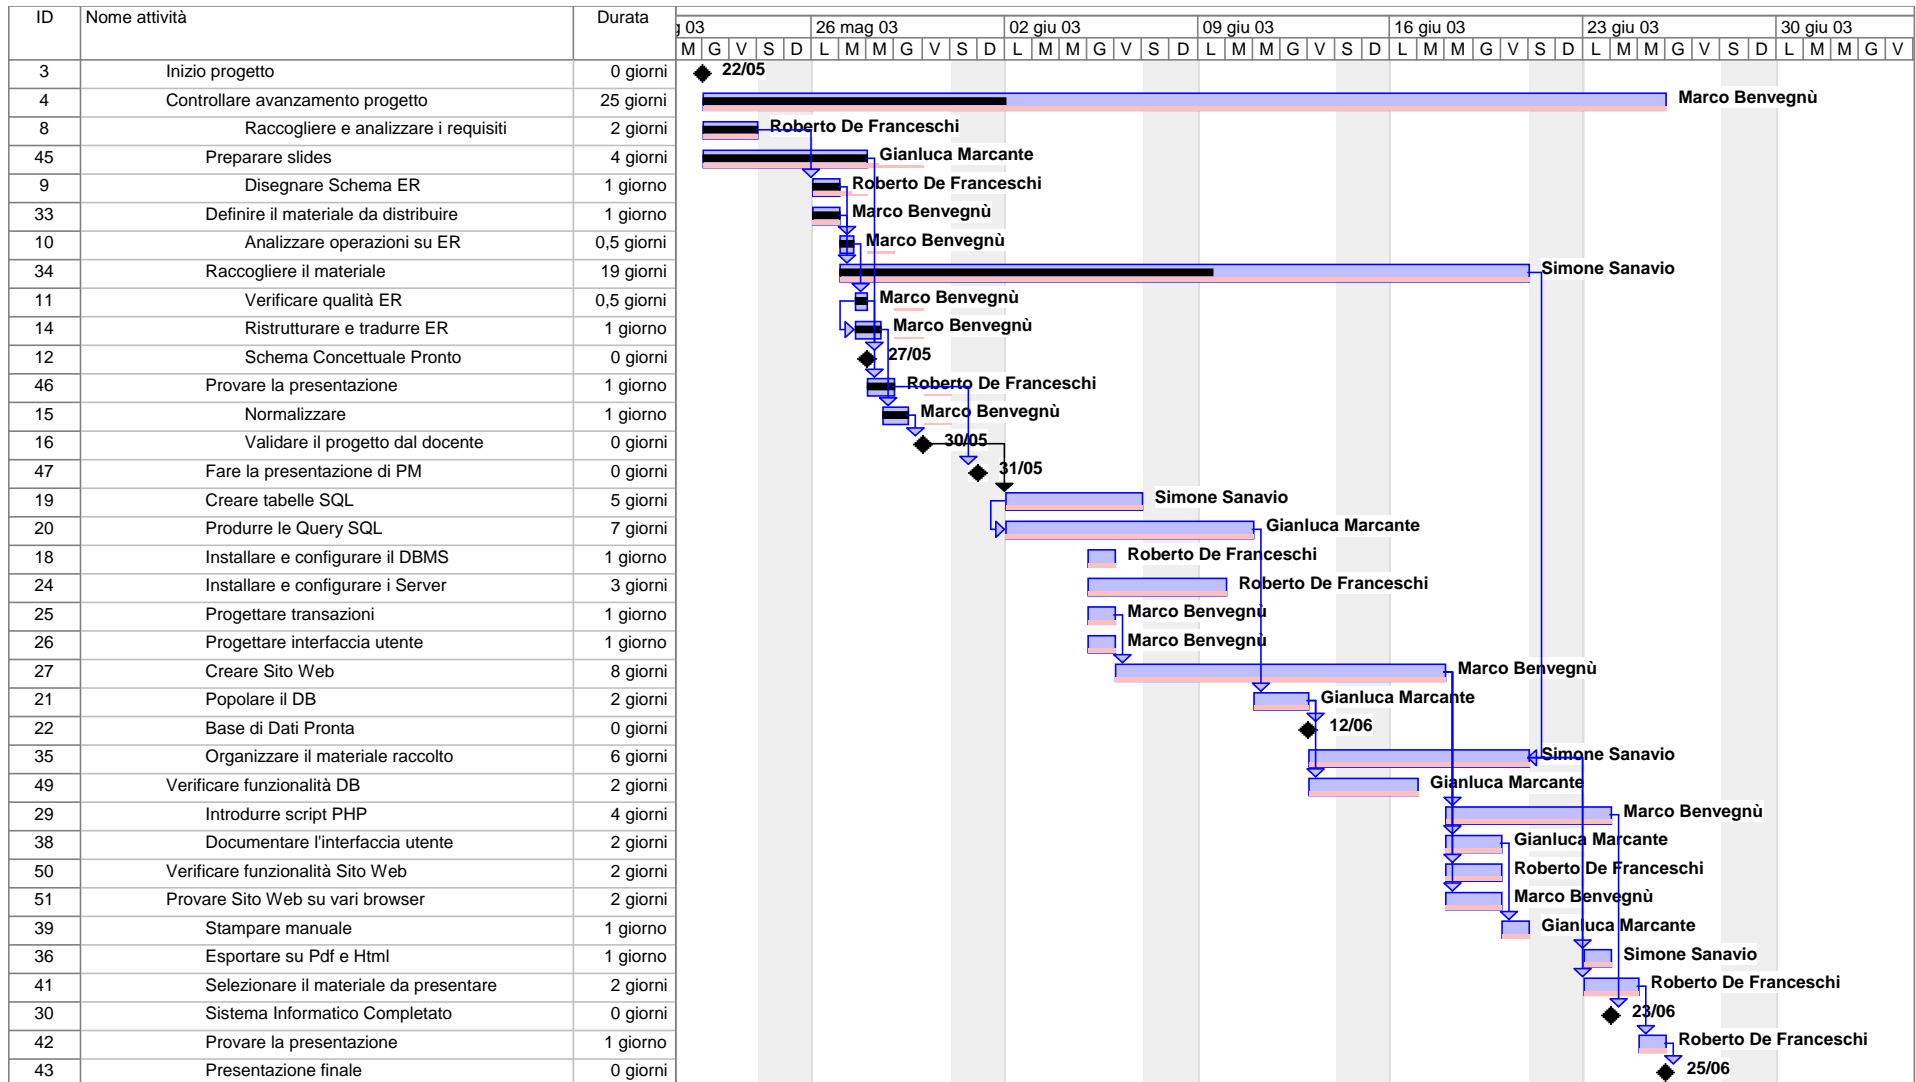 ID Nome attività Durata g 03 26 mag 03 02 giu 03 09 giu 03 16 giu 03 23 giu 03 30 giu 03
M G V S D L M M G V S D L M M G V S D L M M G V S D L M M G V S D L M M G V S D L M M G V
3 Inizio progetto 0 giorni 22/05
4 Controllare avanzamento progetto 25 giorni Marco Benvegnù
8 Raccogliere e analizzare i requisiti 2 giorni Roberto De Franceschi
45 Preparare slides 4 giorni Gianluca Marcante
9 Disegnare Schema ER 1 giorno Roberto De Franceschi
33 Definire il materiale da distribuire 1 giorno Marco Benvegnù
10 Analizzare operazioni su ER 0,5 giorni Marco Benvegnù
34 Raccogliere il materiale 19 giorni Simone Sanavio
11 Verificare qualità ER 0,5 giorni Marco Benvegnù
14 Ristrutturare e tradurre ER 1 giorno Marco Benvegnù
12 Schema Concettuale Pronto 0 giorni 27/05
46 Provare la presentazione 1 giorno Roberto De Franceschi
15 Normalizzare 1 giorno Marco Benvegnù
16 Validare il progetto dal docente 0 giorni 30/05
47 Fare la presentazione di PM 0 giorni 31/05
19 Creare tabelle SQL 5 giorni Simone Sanavio
20 Produrre le Query SQL 7 giorni Gianluca Marcante
18 Installare e configurare il DBMS 1 giorno Roberto De Franceschi
24 Installare e configurare i Server 3 giorni Roberto De Franceschi
25 Progettare transazioni 1 giorno Marco Benvegnù
26 Progettare interfaccia utente 1 giorno Marco Benvegnù
27 Creare Sito Web 8 giorni Marco Benvegnù
21 Popolare il DB 2 giorni Gianluca Marcante
22 Base di Dati Pronta 0 giorni 12/06
35 Organizzare il materiale raccolto 6 giorni Simone Sanavio
49 Verificare funzionalità DB 2 giorni Gianluca Marcante
29 Introdurre script PHP 4 giorni Marco Benvegnù
38 Documentare l'interfaccia utente 2 giorni Gianluca Marcante
50 Verificare funzionalità Sito Web 2 giorni Roberto De Franceschi
51 Provare Sito Web su vari browser 2 giorni Marco Benvegnù
39 Stampare manuale 1 giorno Gianluca Marcante
36 Esportare su Pdf e Html 1 giorno Simone Sanavio
41 Selezionare il materiale da presentare 2 giorni Roberto De Franceschi
30 Sistema Informatico Completato 0 giorni 23/06
42 Provare la presentazione 1 giorno Roberto De Franceschi
43 Presentazione finale 0 giorni 25/06